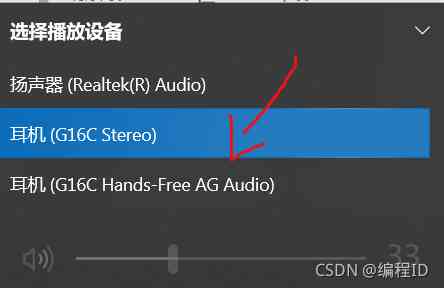 选择播放设备
扬声器 (Realtek(R) Audio)
耳机 (G16C Stereo)
耳机 (G16C Hands-Free AG Audio)
33
CSDN @编程ID